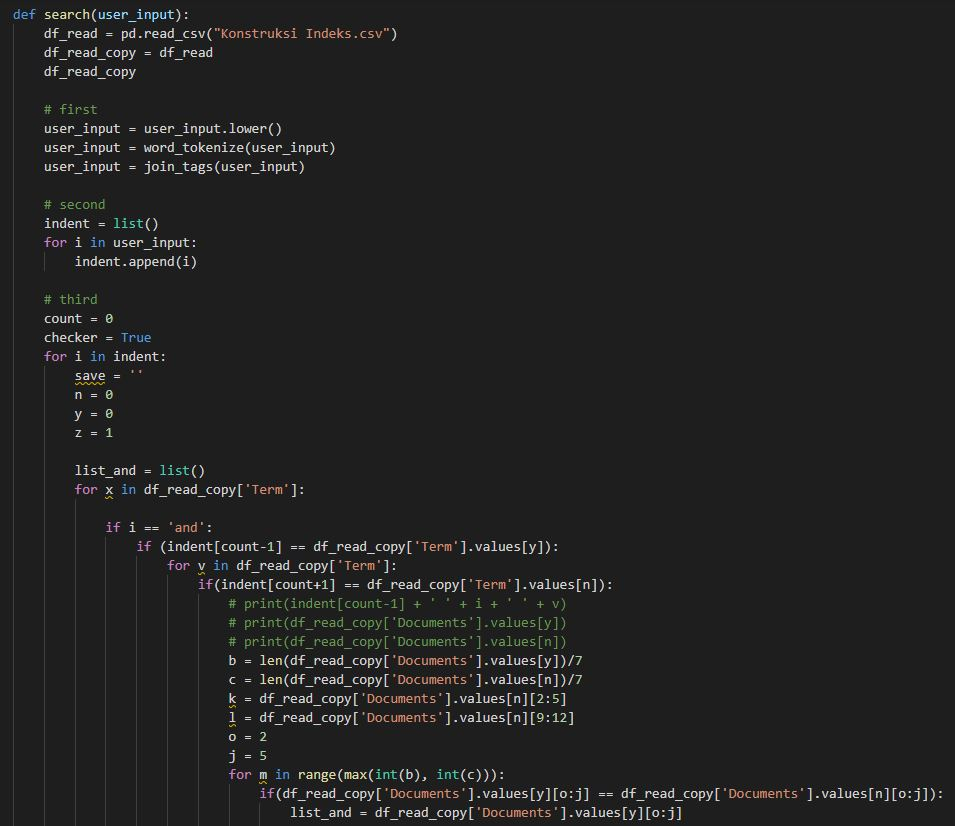 def search(user_input):
    df_read = pd.read_csv("Konstruksi Indeks.csv")
    df_read_copy = df_read
    df_read_copy

    # first
    user_input = user_input.lower()
    user_input = word_tokenize(user_input)
    user_input = join_tags(user_input)

    # second
    indent = list()
    for i in user_input:
        indent.append(i)

    # third
    count = 0
    checker = True
    for i in indent:
        save = ''
        n = 0
        y = 0
        z = 1

        list_and = list()
        for x in df_read_copy['Term']:

            if i == 'and':
                if (indent[count-1] == df_read_copy['Term'].values[y]):
                    for v in df_read_copy['Term']:
                        if(indent[count+1] == df_read_copy['Term'].values[n]):
                            # print(indent[count-1] + ' ' + i + ' ' + v)
                            # print(df_read_copy['Documents'].values[y])
                            # print(df_read_copy['Documents'].values[n])
                            b = len(df_read_copy['Documents'].values[y])/7
                            c = len(df_read_copy['Documents'].values[n])/7
                            k = df_read_copy['Documents'].values[n][2:5]
                            l = df_read_copy['Documents'].values[n][9:12]
                            o = 2
                            j = 5
                            for m in range(max(int(b), int(c))):
                                if(df_read_copy['Documents'].values[y][o:j] == df_read_copy['Documents'].values[n][o:j]):
                                    list_and = df_read_copy['Documents'].values[y][o:j]